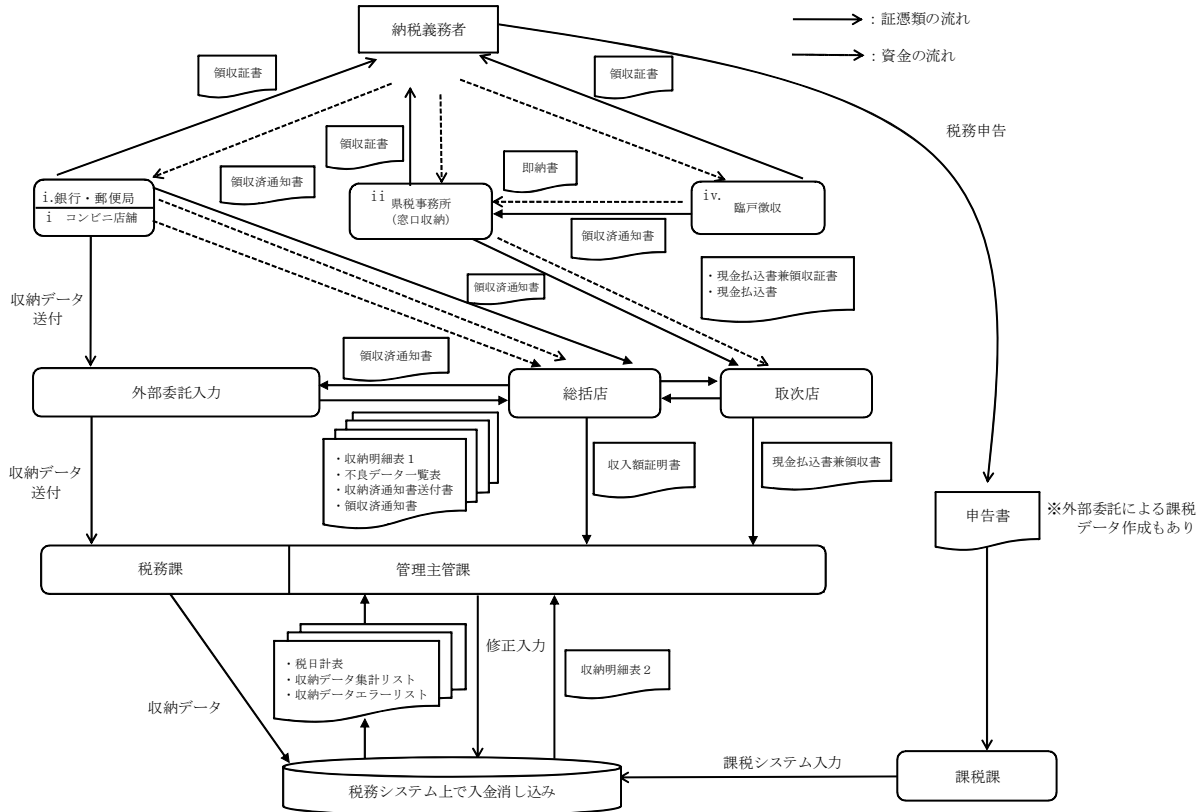 納税義務者
：証憑類の流れ
：資金の流れ
領収証書
領収証書
税務申告
領収証書
領収済通知書
即納書
i.銀行・郵便局
i コンビニ店舗
ii 県税事務所
(窓口収納)
iv. 臨戸徴収
領収済通知書
・現金払込書兼領収証書
・現金払込書
領収済通知書
収納データ
送付
領収済通知書
外部委託入力
総括店
取次店
・収納明細表１
・不良データ一覧表
・収納済通知書送付書
・領収済通知書
収入額証明書
現金払込書兼領収書
収納データ
送付
申告書
※外部委託による課税
データ作成もあり
税務課
管理主管課
修正入力
・税日計表
・収納データ集計リスト
・収納データエラーリスト
収納明細表２
収納データ
課税システム入力
課税課
税務システム上で入金消し込み